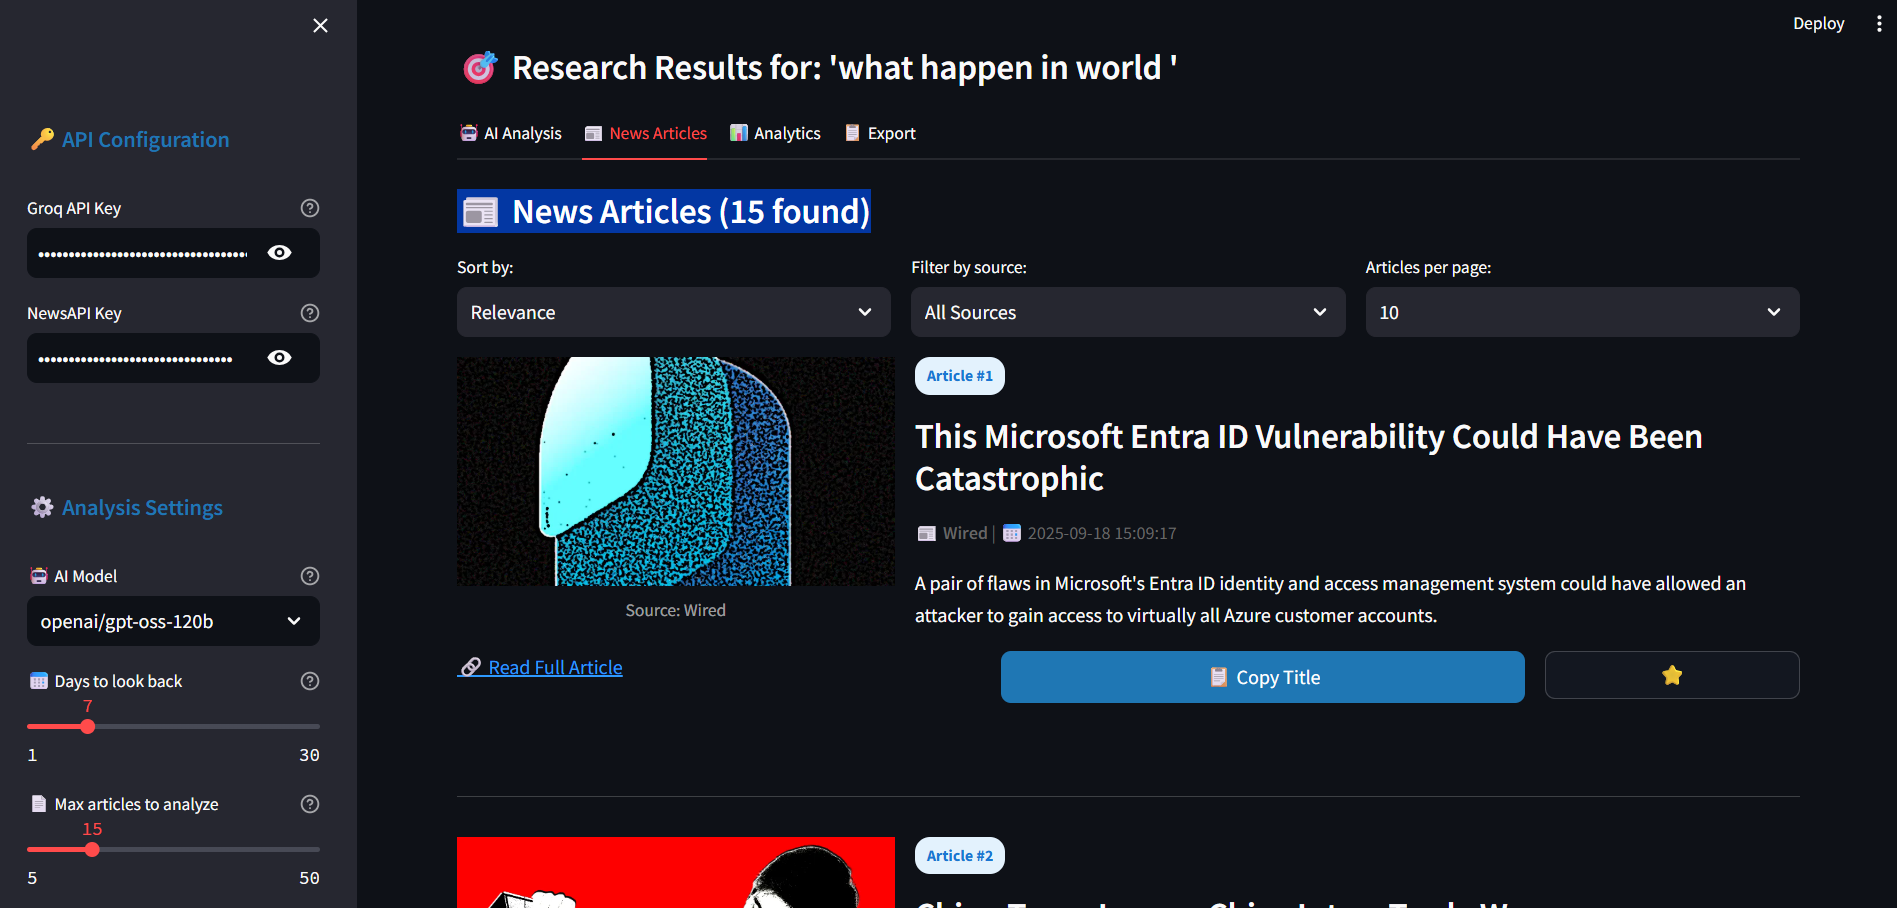 Deploy
API Configuration
Groq API Key
NewsAPI Key
Analysis Settings
AI Model
openai/gpt-oss-120b
Days to look back
7
1 30
Max articles to analyze
15
5 50
Research Results for: 'what happen in world '
AI Analysis News Articles Analytics Export
News Articles (15 found)
Sort by: Filter by source: Articles per page:
Relevance All Sources 10
Article #1
This Microsoft Entra ID Vulnerability Could Have Been
Catastrophic
Wired | 2025-09-18 15:09:17
A pair of flaws in Microsoft's Entra ID identity and access management system could have allowed an
attacker to gain access to virtually all Azure customer accounts.
Source: Wired
Read Full Article Copy Title
Article #2